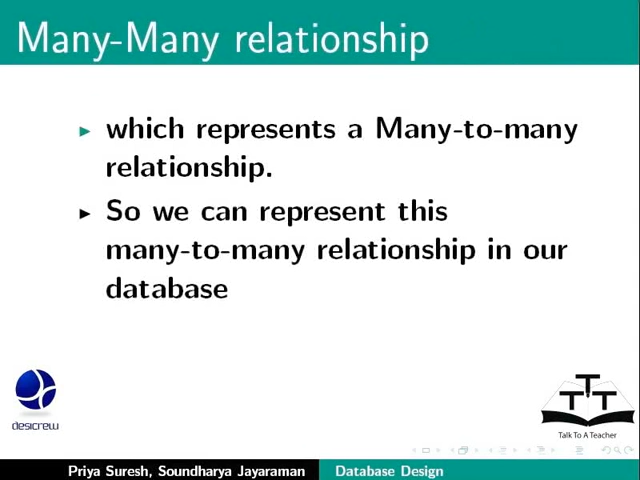 Many-Many relationship
which represents a Many-to-many
relationship.
So we can represent this
many-to-many relationship in our
database
desicrew
T T T
Talk To A Teacher
Priya Suresh, Soundharya Jayaraman
Database Design